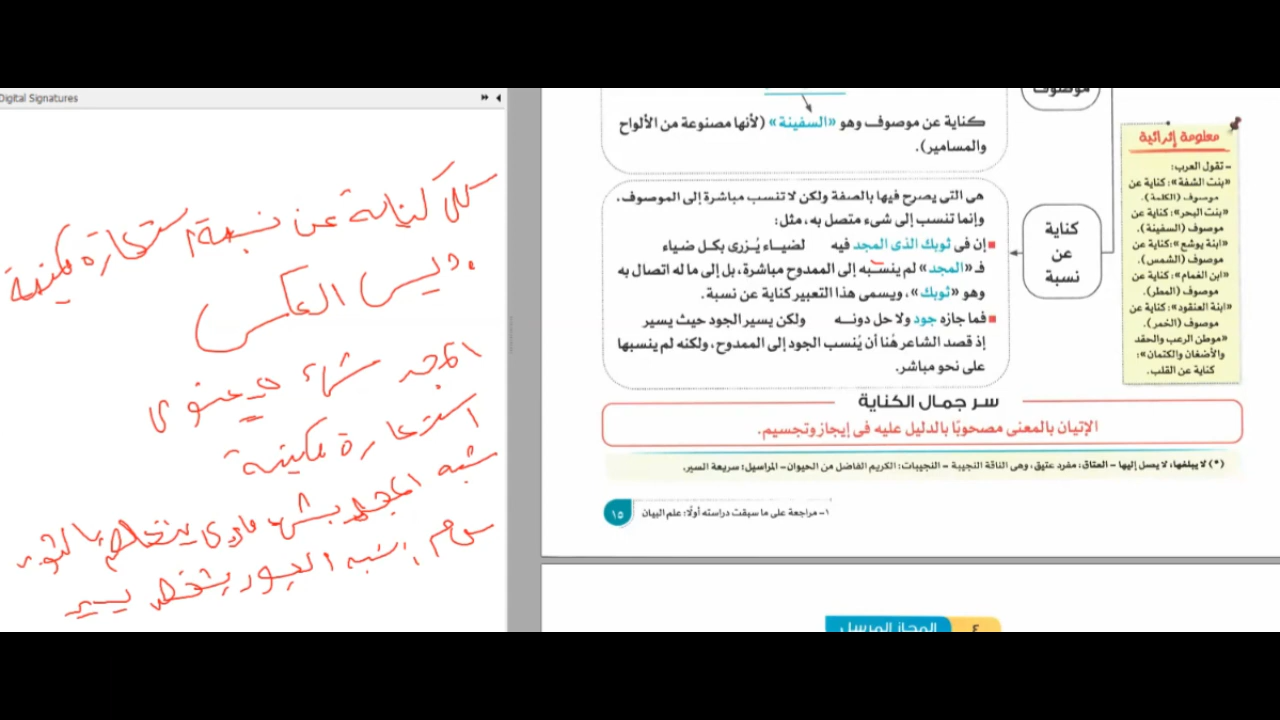 Digital Signatures
كل كناية عن نسبة استعارة مكنية
وليس العكس
المجد شيء معنوي
استعارة مكنية
شبه المجد بشيء مادي يتعلق بالثوب
شبه الجود بشخص يسير
موصوف
كناية عن موصوف وهو «السفينة» (لأنها مصنوعة من الألواح
والمسامير).
كناية
عن
نسبة
هى التى يصرح فيها بالصفة ولكن لا تنسب مباشرة إلى الموصوف،
وإنما تنسب إلى شىء متصل به، مثل:
إن فى ثوبك الذى المجد فيه لضياء يُزرى بكل ضياء
فـ «المجد» لم ينسبه إلى الممدوح مباشرة، بل إلى ما له اتصال به
وهو «ثوبك»، ويسمى هذا التعبير كناية عن نسبة.
فما جازه جود ولا حل دونه ولكن يسير الجود حيث يسير
إذ قصد الشاعر هُنا أن يُنسب الجود إلى الممدوح، ولكنه لم ينسبها
على نحو مباشر.
معلومة إثرائية
- تقول العرب:
«بنت الشفة»: كناية عن
موصوف (الكلمة).
«بنت البحر»: كناية عن
موصوف (السفينة).
«ابنة يوشع»: كناية عن
موصوف (الشمس).
«ابن الغمام»: كناية عن
موصوف (المطر).
«ابنة العنقود»: كناية عن
موصوف (الخمر).
«موطن الرعب والحقد
والأضغان والكتمان»:
كناية عن القلب.
سر جمال الكناية
الإتيان بالمعنى مصحوبًا بالدليل عليه فى إيجاز وتجسيم.
(*) لا يبلغها، لا يصل إليها – العتاق: مفرد عتيق، وهى الناقة النجيبة – النجيبات: الكريم الفاضل من الحيوان – المراسيل: سريعة السير.
١٥ ١- مراجعة على ما سبقت دراسته أولًا: علم البيان
٤ المجاز المرسل